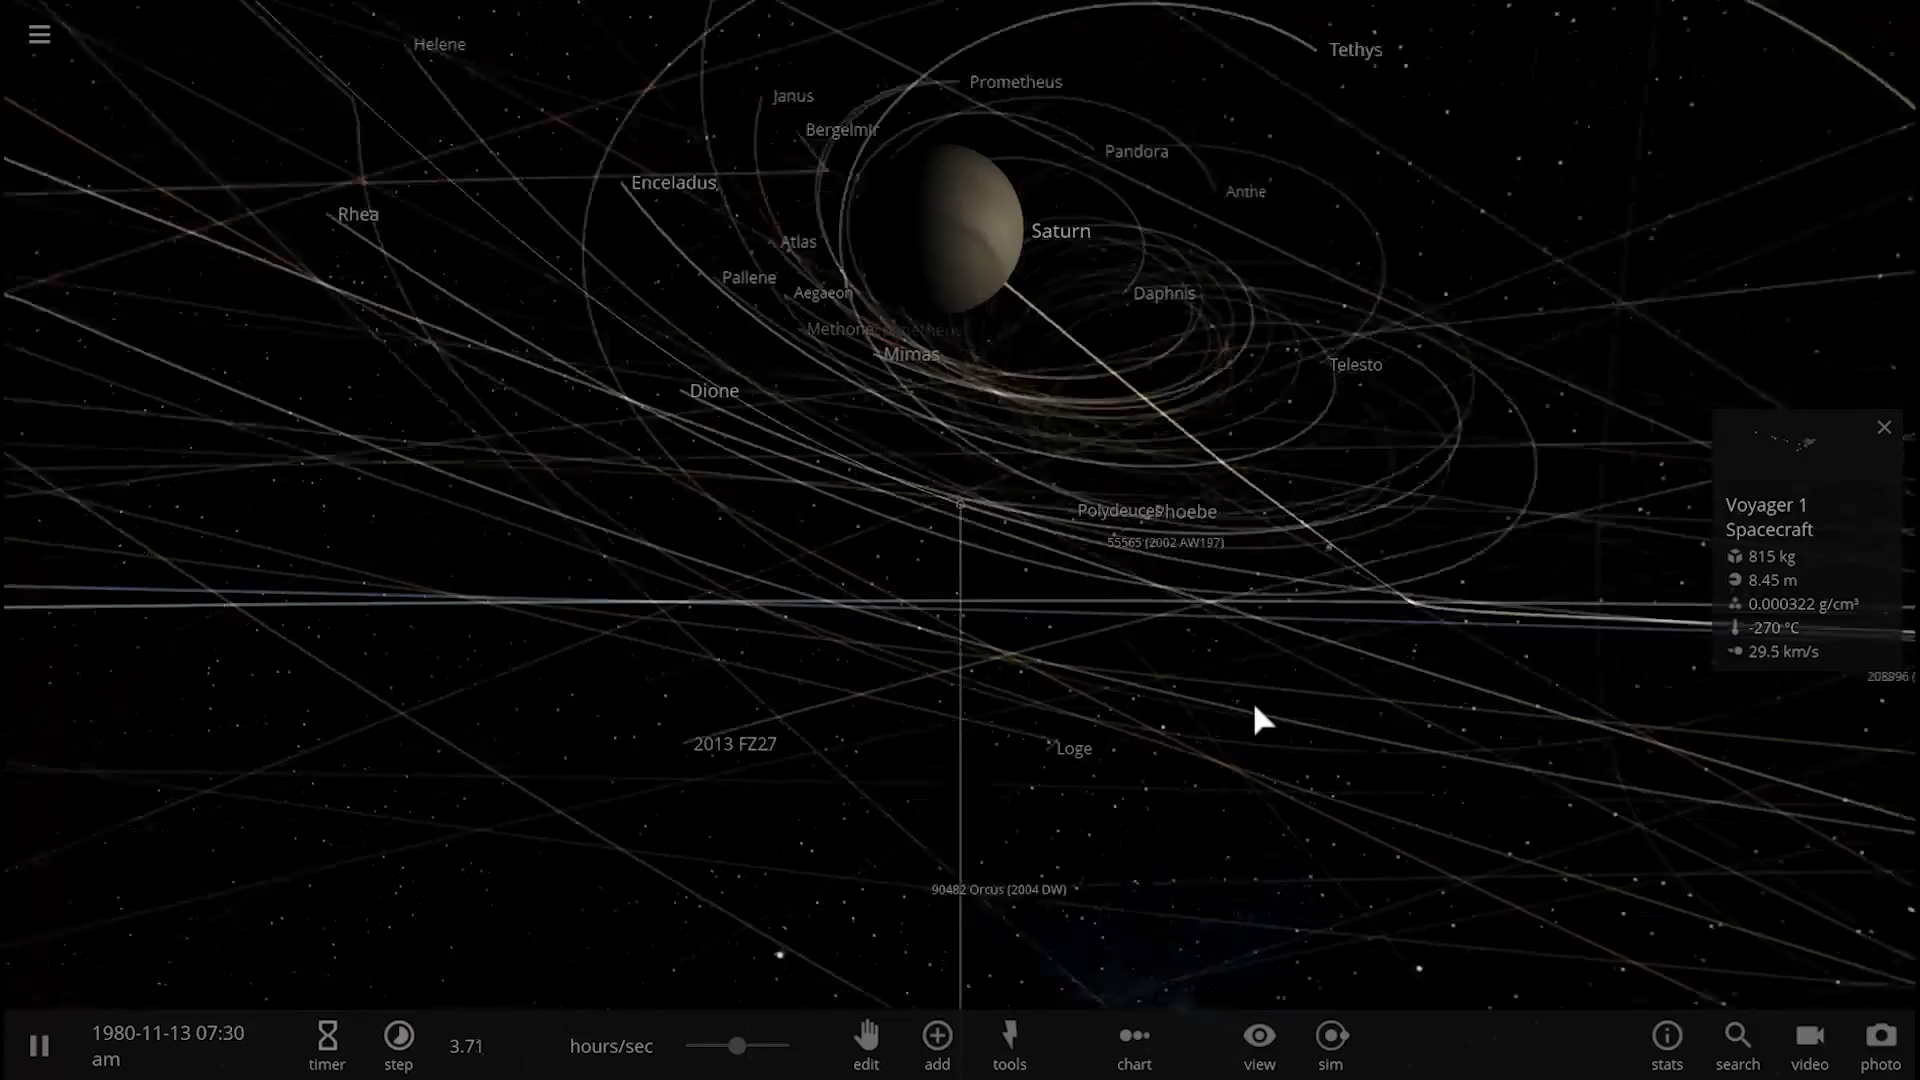 Helene
Tethys
Prometheus
Janus
Bergelmir
Pandora
Enceladus
Anthe
Rhea
Saturn
Atlas
Pallene
Aegaeon
Daphnis
Methone
Mimas
Telesto
Dione
Polydeuces
Phoebe
55565 (2002 AW197)
Voyager 1
Spacecraft
815 kg
8.45 m
0.000322 g/cm³
-270 °C
29.5 km/s
208996 (
2013 FZ27
Loge
90482 Orcus (2004 DW)
1980-11-13 07:30
am
timer
step
3.71
hours/sec
edit
add
tools
chart
view
sim
stats
search
video
photo